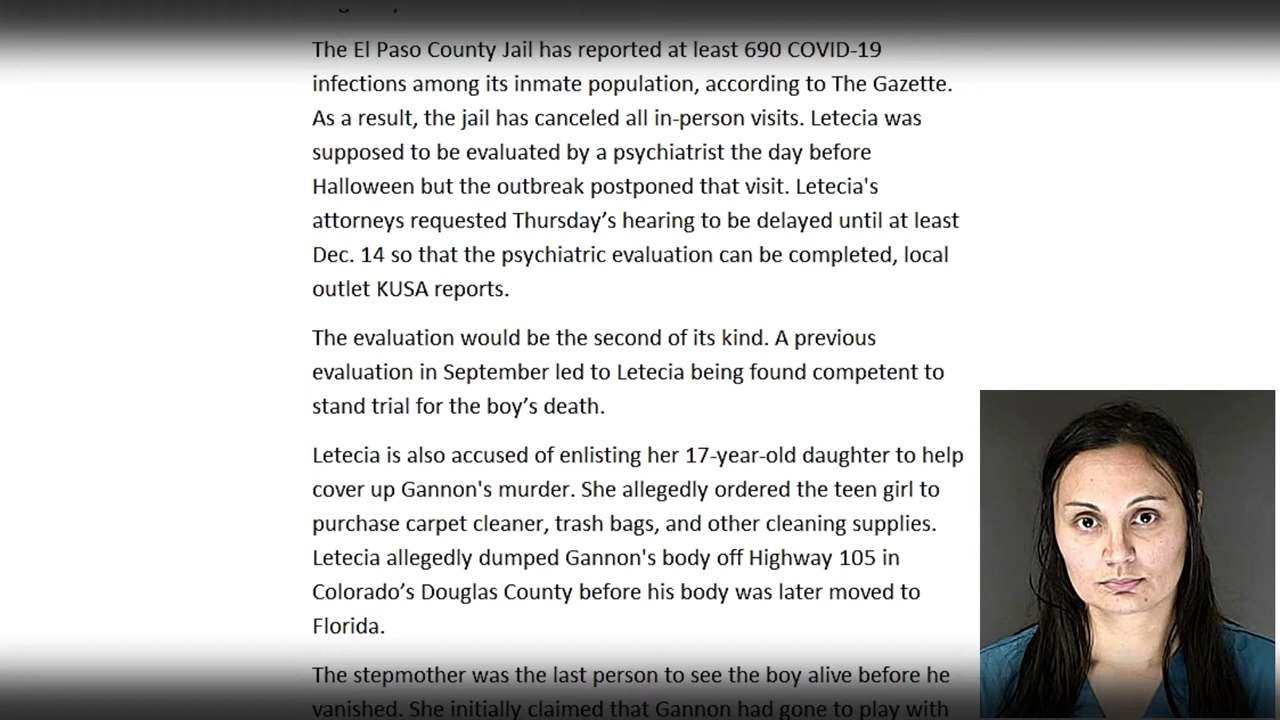 The El Paso County Jail has reported at least 690 COVID-19
infections among its inmate population, according to The Gazette.
As a result, the jail has canceled all in-person visits. Letecia was
supposed to be evaluated by a psychiatrist the day before
Halloween but the outbreak postponed that visit. Letecia's
attorneys requested Thursday’s hearing to be delayed until at least
Dec. 14 so that the psychiatric evaluation can be completed, local
outlet KUSA reports.
The evaluation would be the second of its kind. A previous
evaluation in September led to Letecia being found competent to
stand trial for the boy’s death.
Letecia is also accused of enlisting her 17-year-old daughter to help
cover up Gannon's murder. She allegedly ordered the teen girl to
purchase carpet cleaner, trash bags, and other cleaning supplies.
Letecia allegedly dumped Gannon's body off Highway 105 in
Colorado’s Douglas County before his body was later moved to
Florida.
The stepmother was the last person to see the boy alive before he
vanished. She initially claimed that Gannon had gone to play with